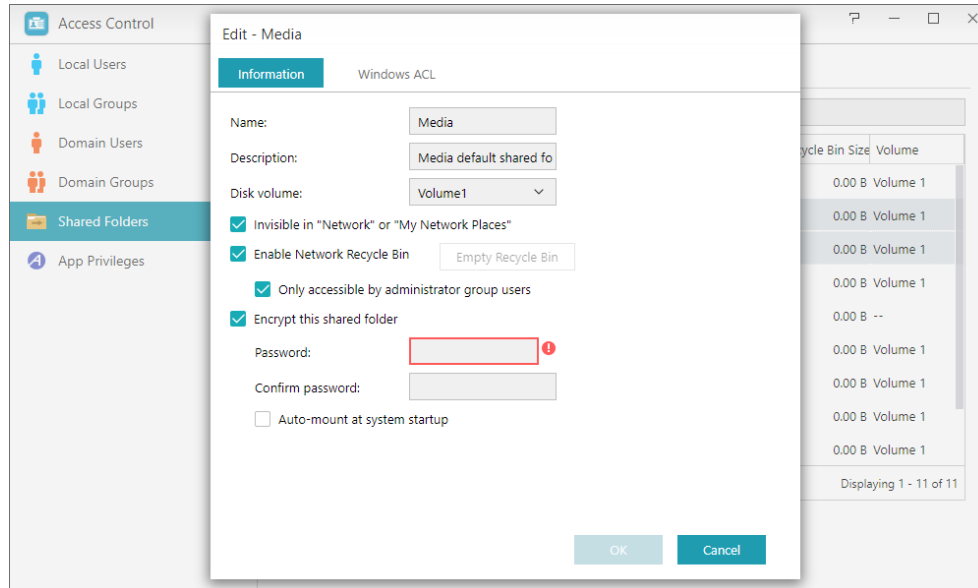 Access Control
Local Users
Local Groups
Domain Users
Domain Groups
Shared Folders
App Privileges
Edit - Media
Information
Windows ACL
Name:
Media
Description:
Media default shared fo
Disk volume:
Volume1
Invisible in "Network" or "My Network Places"
Enable Network Recycle Bin
Empty Recycle Bin
Only accessible by administrator group users
Encrypt this shared folder
Password:
Confirm password:
Auto-mount at system startup
OK
Cancel
ycle Bin Size Volume
0.00 B Volume 1
0.00 B Volume 1
0.00 B Volume 1
0.00 B Volume 1
0.00 B --
0.00 B Volume 1
0.00 B Volume 1
0.00 B Volume 1
0.00 B Volume 1
Displaying 1 - 11 of 11